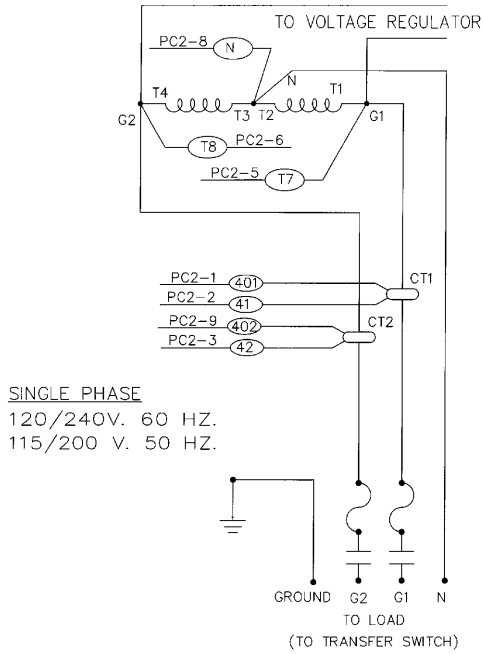 TO VOLTAGE REGULATOR
PC2-8 N
N
T4 T3 T2 T1
G2 G1
T8 PC2-6
PC2-5 T7
CT1
PC2-1 401
PC2-2 41
CT2
PC2-9 402
PC2-3 42
SINGLE PHASE
120/240V. 60 HZ.
115/200 V. 50 HZ.
GROUND G2 G1 N
TO LOAD
(TO TRANSFER SWITCH)